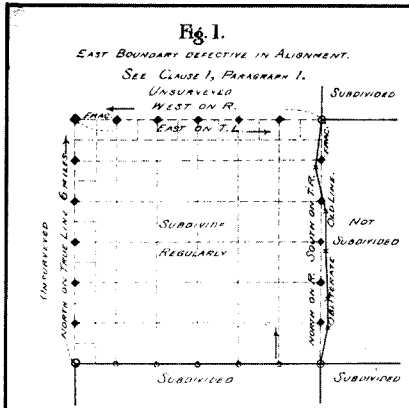 Fig. 1.
EAST BOUNDARY DEFECTIVE IN ALIGNMENT.
SEE CLAUSE 1, PARAGRAPH 1.
UNSURVEYED
WEST ON R.
SUBDIVIDED
FRAC.
EAST ON T.L.
FRAC.
UNSURVEYED
NORTH ON TRUE LINE 6 MILES
SUBDIVIDE
REGULARLY
NORTH ON R. SOUTH ON T.R.
OBLITERATE OLD LINE.
NOT
SUBDIVIDED
SUBDIVIDED
SUBDIVIDED